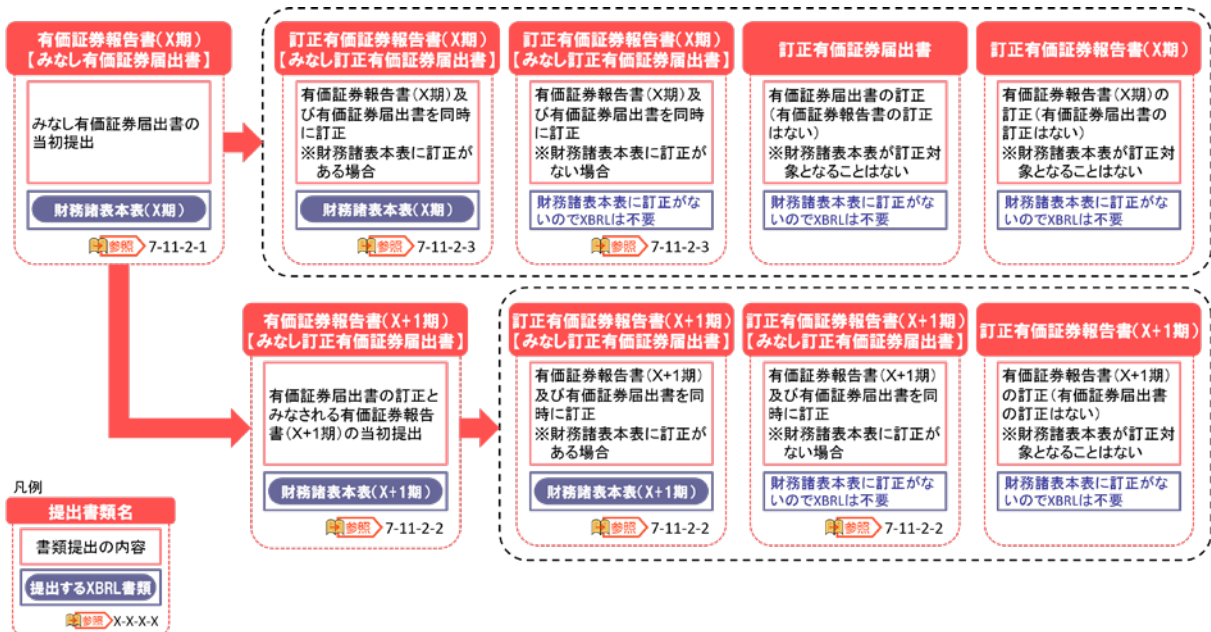 有価証券報告書(X期)
【みなし有価証券届出書】
みなし有価証券届出書の
当初提出
財務諸表本表(X期)
参照 7-11-2-1
訂正有価証券報告書(X期)
【みなし訂正有価証券届出書】
有価証券報告書(X期)及
び有価証券届出書を同時
に訂正
※財務諸表本表に訂正が
ある場合
財務諸表本表(X期)
参照 7-11-2-3
訂正有価証券報告書(X期)
【みなし訂正有価証券届出書】
有価証券報告書(X期)及
び有価証券届出書を同時
に訂正
※財務諸表本表に訂正が
ない場合
財務諸表本表に訂正がな
いのでXBRLは不要
参照 7-11-2-3
訂正有価証券届出書
有価証券届出書の訂正
(有価証券報告書の訂正
はない)
※財務諸表本表が訂正対
象となることはない
財務諸表本表に訂正がな
いのでXBRLは不要
訂正有価証券報告書(X期)
有価証券報告書(X期)の
訂正(有価証券届出書の
訂正はない)
※財務諸表本表が訂正対
象となることはない
財務諸表本表に訂正がな
いのでXBRLは不要
有価証券報告書(X+1期)
【みなし訂正有価証券届出書】
有価証券届出書の訂正と
みなされる有価証券報告
書(X+1期)の当初提出
財務諸表本表(X+1期)
参照 7-11-2-2
訂正有価証券報告書(X+1期)
【みなし訂正有価証券届出書】
有価証券報告書(X+1期)
及び有価証券届出書を同
時に訂正
※財務諸表本表に訂正が
ある場合
財務諸表本表(X+1期)
参照 7-11-2-2
訂正有価証券報告書(X+1期)
【みなし訂正有価証券届出書】
有価証券報告書(X+1期)
及び有価証券届出書を同
時に訂正
※財務諸表本表に訂正が
ない場合
財務諸表本表に訂正がな
いのでXBRLは不要
参照 7-11-2-2
訂正有価証券報告書(X+1期)
有価証券報告書(X+1期)
の訂正(有価証券届出書
の訂正はない)
※財務諸表本表が訂正対
象となることはない
財務諸表本表に訂正がな
いのでXBRLは不要
凡例
提出書類名
書類提出の内容
提出するXBRL書類
参照 X-X-X-X